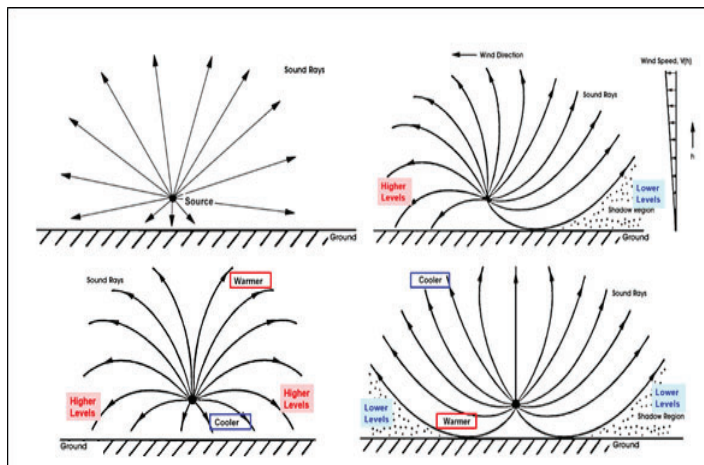 Sound Rays
Source
Ground
Wind Direction
Wind Speed, V(h)
Sound Rays
h
Higher
Levels
Lower
Levels
Shadow Region
Ground
Sound Rays
Warmer
Higher
Levels
Higher
Levels
Cooler
Ground
Cooler
Sound Rays
Lower
Levels
Lower
Levels
Shadow Region
Warmer
Ground